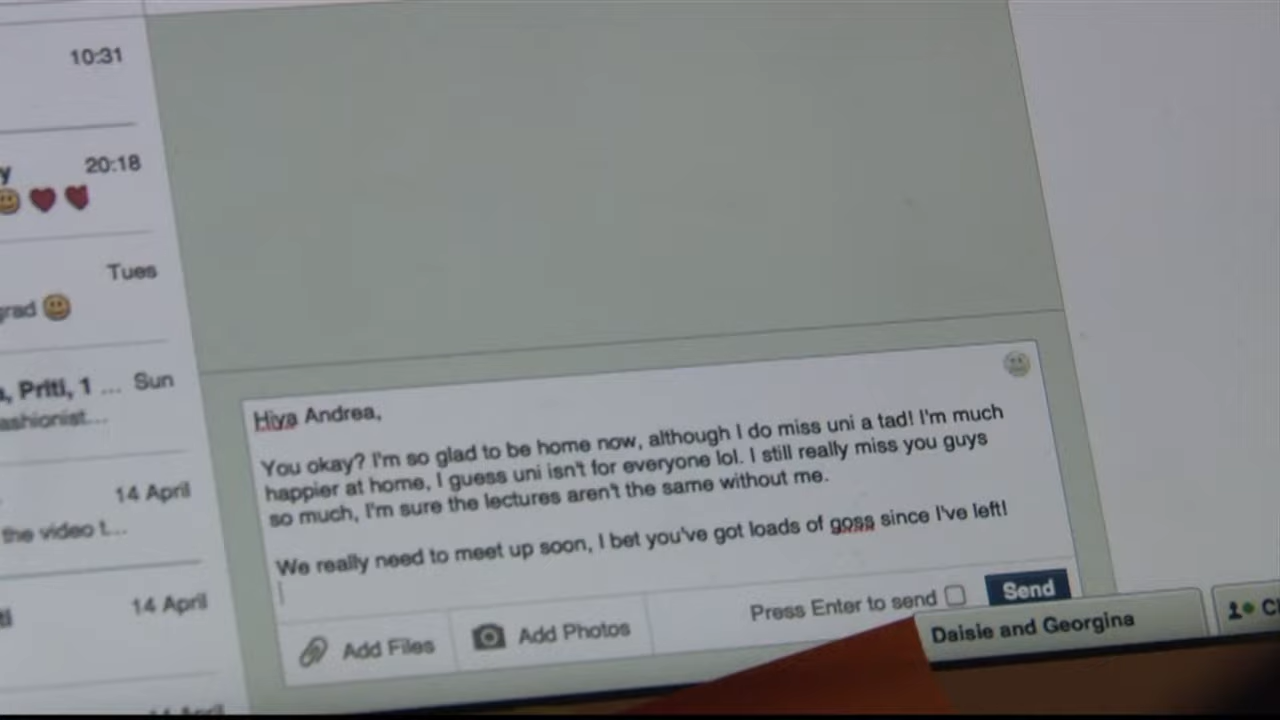 10:31
y 20:18
Tues
grad
, Priti, 1 ... Sun
ashionist...
14 April
the video t...
14 April
14 April
Hiya Andrea,
You okay? I'm so glad to be home now, although I do miss uni a tad! I'm much
happier at home, I guess uni isn't for everyone lol. I still really miss you guys
so much, I'm sure the lectures aren't the same without me.
We really need to meet up soon, I bet you've got loads of goss since I've left!
Press Enter to send Send
Add Files Add Photos
Daisie and Georgina